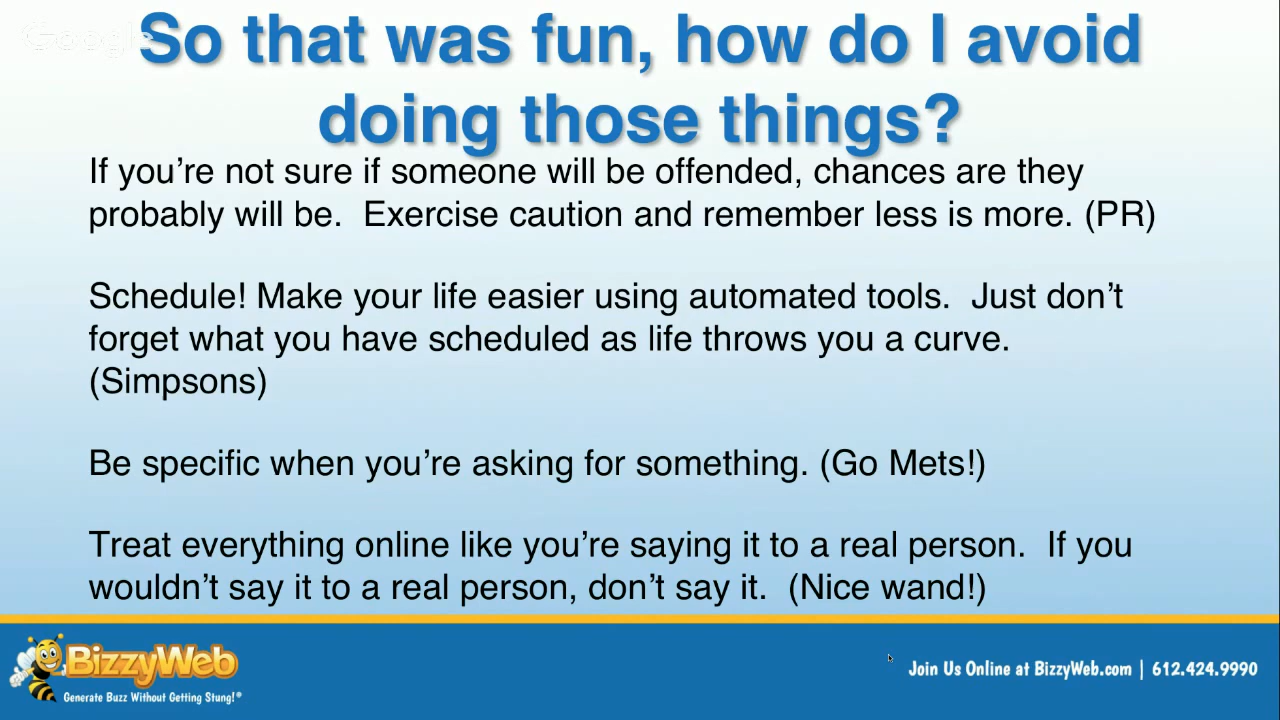 Google
So that was fun, how do I avoid
doing those things?
If you’re not sure if someone will be offended, chances are they
probably will be.  Exercise caution and remember less is more. (PR)
Schedule! Make your life easier using automated tools.  Just don’t
forget what you have scheduled as life throws you a curve.
(Simpsons)
Be specific when you’re asking for something. (Go Mets!)
Treat everything online like you’re saying it to a real person.  If you
wouldn’t say it to a real person, don’t say it.  (Nice wand!)
BizzyWeb
Generate Buzz Without Getting Stung!®
Join Us Online at BizzyWeb.com | 612.424.9990